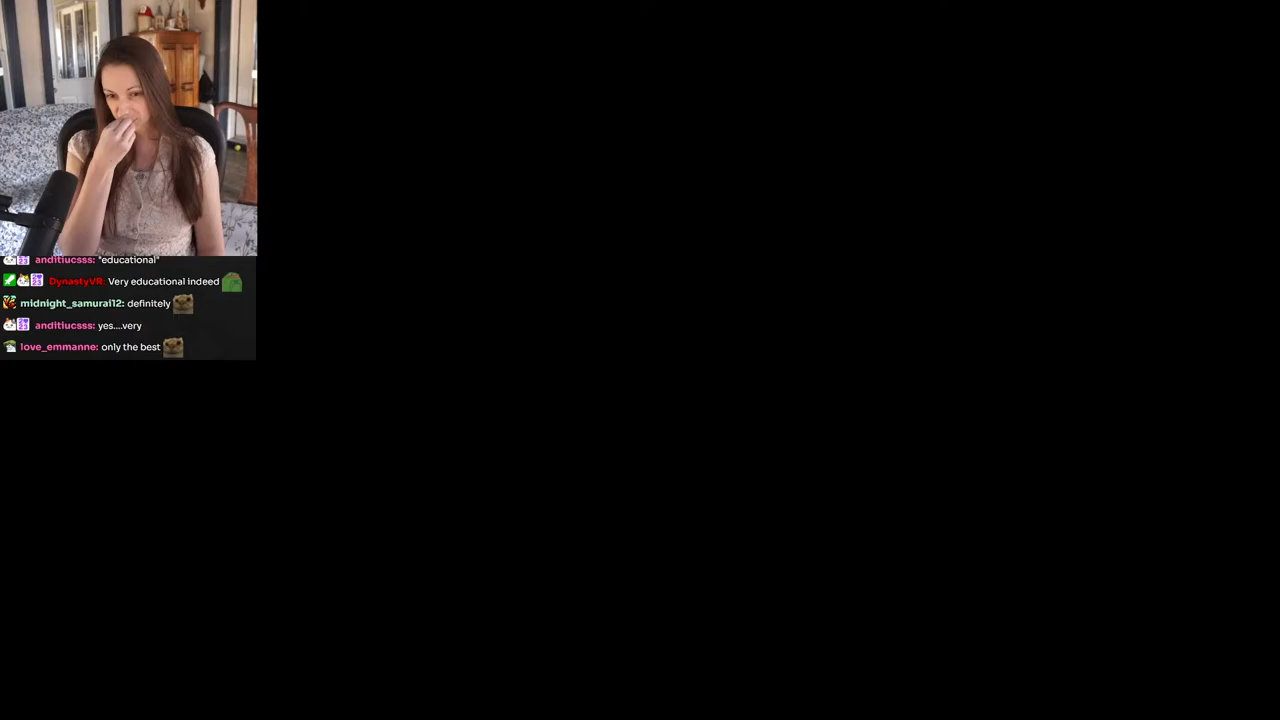 anditiucsss: "educational"
DynastyVR: Very educational indeed
midnight_samurai12: definitely
anditiucsss: yes....very
love_emmanne: only the best